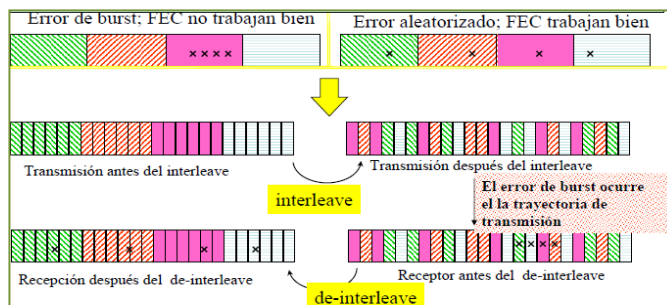 Error de burst; FEC no trabajan bien
Error aleatorizado; FEC trabajan bien
× × × ×
×
×
×
×
Transmisión antes del interleave
Transmisión después del interleave
interleave
El error de burst ocurre
el la trayectoria de
transmisión
×
×
×
×
× × × ×
Recepción después del  de-interleave
Receptor antes del  de-interleave
de-interleave